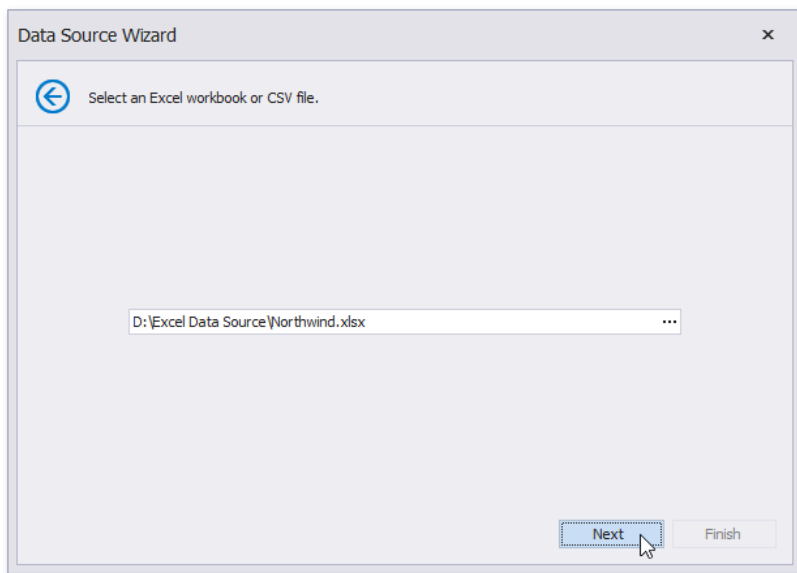 Data Source Wizard
Select an Excel workbook or CSV file.
D:\Excel Data Source\Northwind.xlsx
Next
Finish